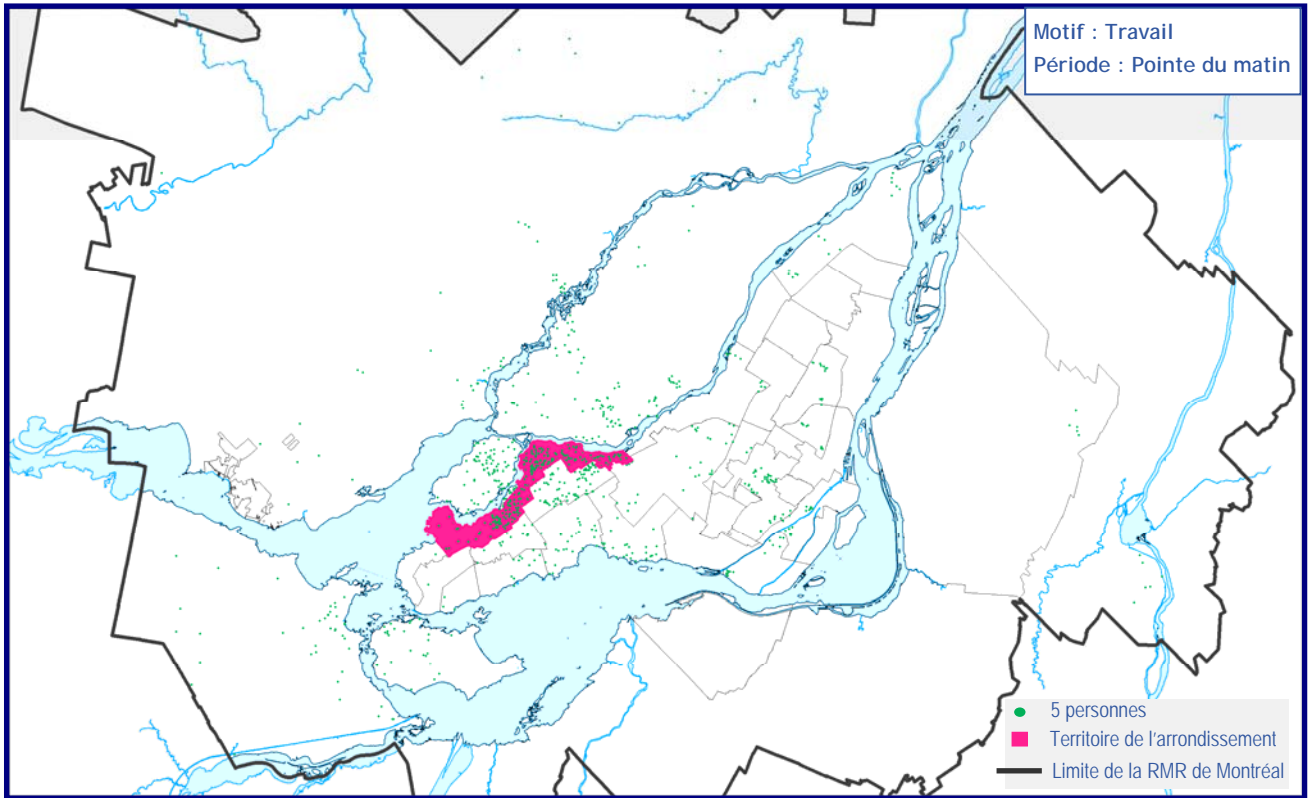 Motif : Travail
Période : Pointe du matin
5 personnes
Territoire de l'arrondissement
Limite de la RMR de Montréal